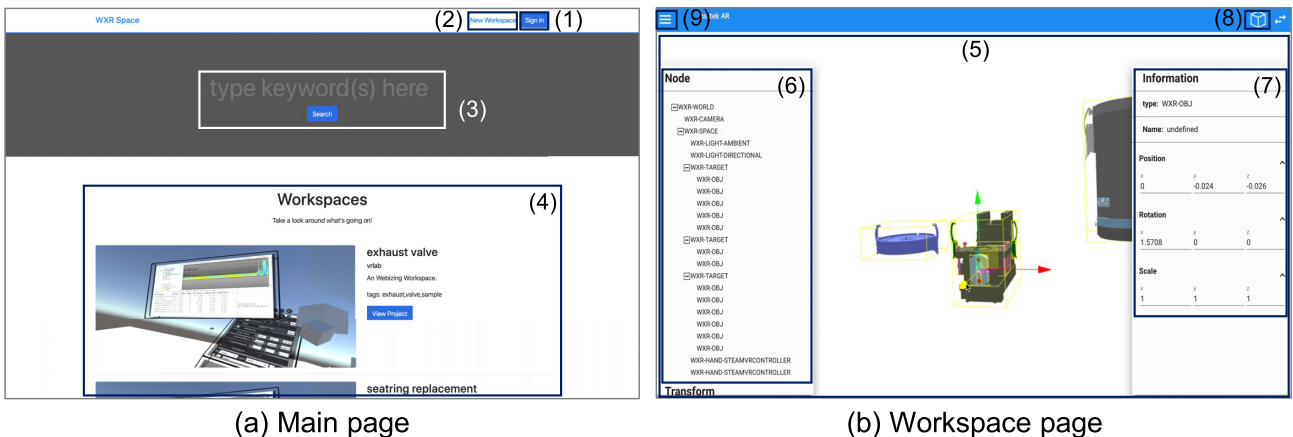 WXR Space
(2)
New Workspace
Sign in
(1)
type keyword(s) here
Search
(3)
Workspaces
(4)
Take a look around what's going on!
exhaust valve
vrlab
An Webizing Workspace.
tags: exhaust,valve,sample
View Project
seatring replacement
(a) Main page
(9)
tek AR
(8)
(5)
Node
(6)
WXR-WORLD
WXR-CAMERA
WXR-SPACE
WXR-LIGHT-AMBIENT
WXR-LIGHT-DIRECTIONAL
WXR-TARGET
WXR-OBJ
WXR-OBJ
WXR-OBJ
WXR-OBJ
WXR-OBJ
WXR-TARGET
WXR-OBJ
WXR-OBJ
WXR-TARGET
WXR-OBJ
WXR-OBJ
WXR-OBJ
WXR-OBJ
WXR-OBJ
WXR-OBJ
WXR-HAND-STEAMVRCONTROLLER
WXR-HAND-STEAMVRCONTROLLER
Transform
Information
(7)
type: WXR-OBJ
Name: undefined
Position
x y z
0 -0.024 -0.026
Rotation
x y z
1.5708 0 0
Scale
x y z
1 1 1
(b) Workspace page